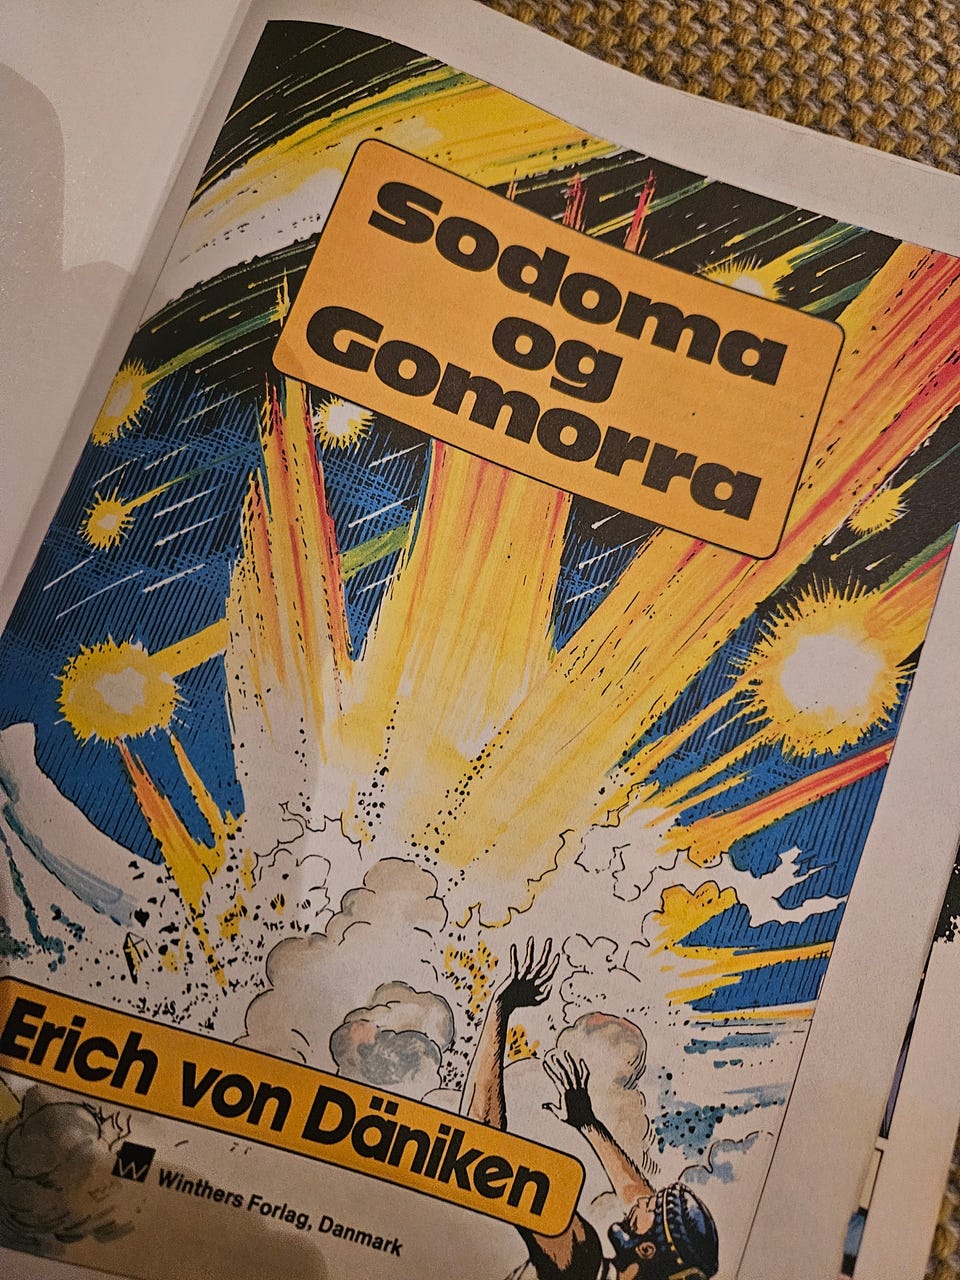 Sodoma
og
Gomorra
Erich von Däniken
Winthers Forlag, Danmark